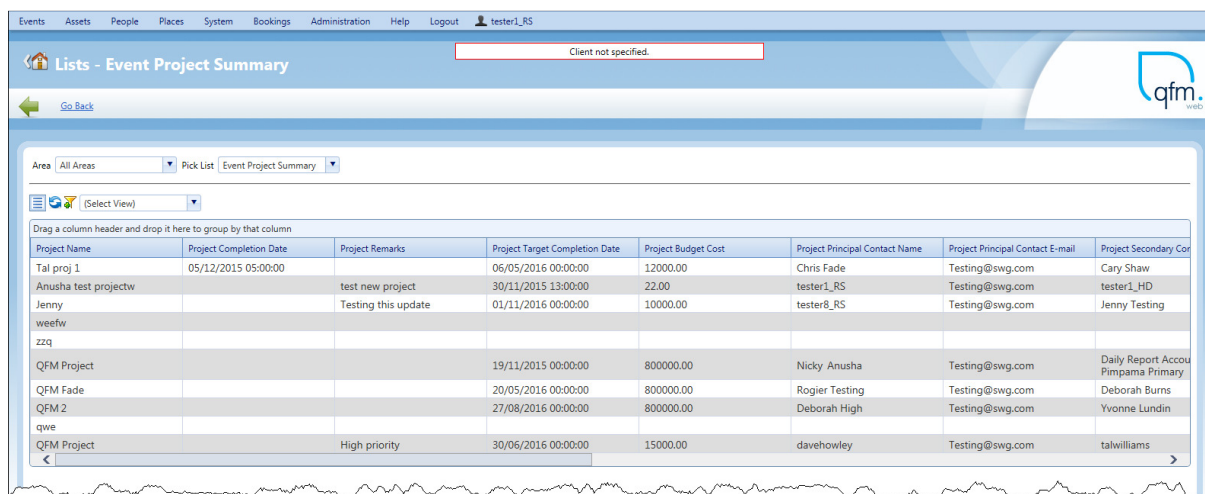 Events Assets People Places System Bookings Administration Help Logout tester1_RS
Client not specified.
Lists - Event Project Summary
qfm.
web
Go Back
Area All Areas Pick List Event Project Summary
(Select View)
Drag a column header and drop it here to group by that column
Project Name Project Completion Date Project Remarks Project Target Completion Date Project Budget Cost Project Principal Contact Name Project Principal Contact E-mail Project Secondary Cor
Tal proj 1 05/12/2015 05:00:00 06/05/2016 00:00:00 12000.00 Chris Fade Testing@swg.com Cary Shaw
Anusha test projectw test new project 30/11/2015 13:00:00 22.00 tester1_RS Testing@swg.com tester1_HD
Jenny Testing this update 01/11/2016 00:00:00 10000.00 tester8_RS Testing@swg.com Jenny Testing
weefw
zzq
QFM Project 19/11/2015 00:00:00 800000.00 Nicky Anusha Testing@swg.com Daily Report Accou
Pimpama Primary
QFM Fade 20/05/2016 00:00:00 800000.00 Rogier Testing Testing@swg.com Deborah Burns
QFM 2 27/08/2016 00:00:00 800000.00 Deborah High Testing@swg.com Yvonne Lundin
qwe
QFM Project High priority 30/06/2016 00:00:00 15000.00 davehowley Testing@swg.com talwilliams